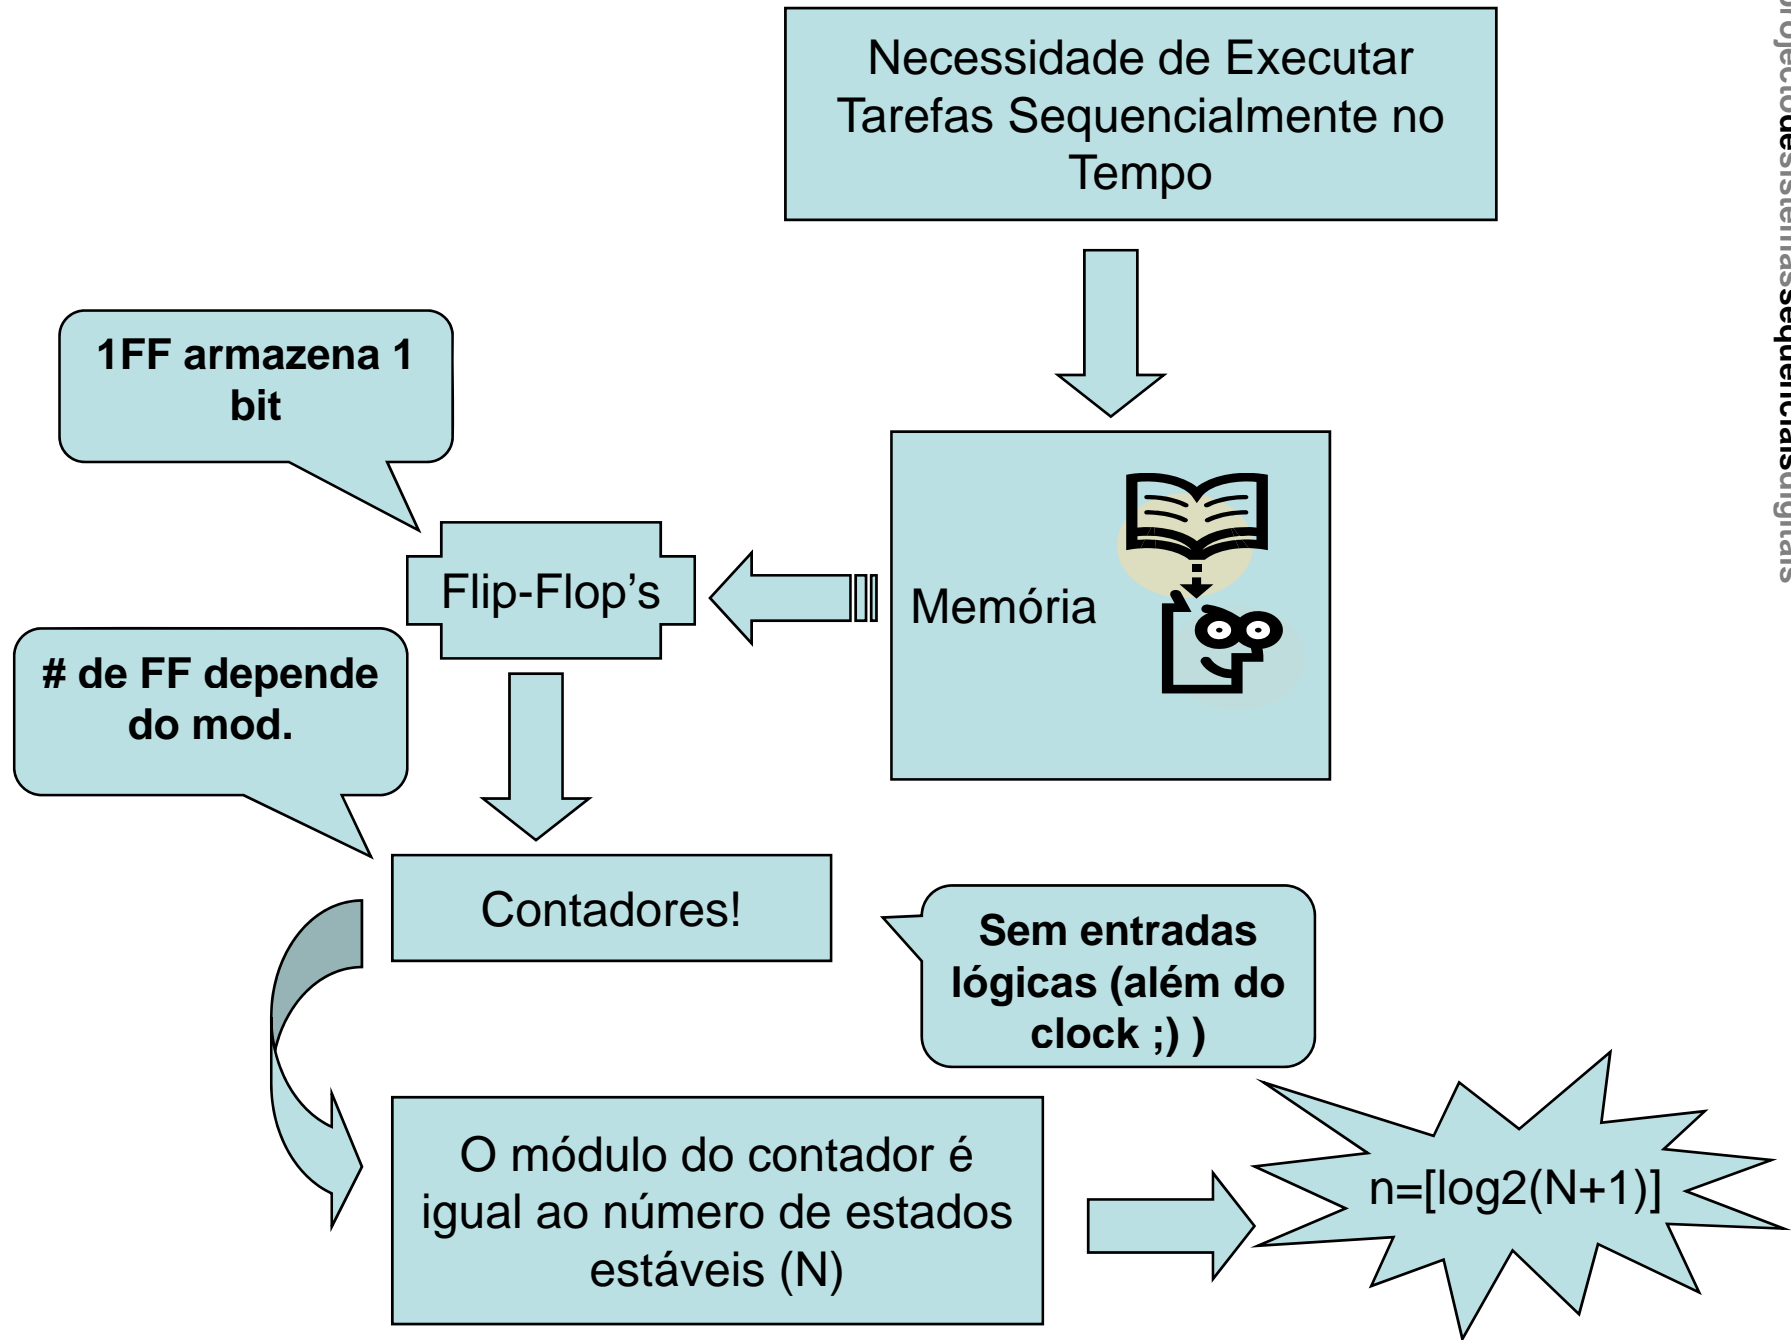 Necessidade de Executar
Tarefas Sequencialmente no
Tempo
1FF armazena 1
bit
Flip-Flop’s
Memória
# de FF depende
do mod.
Contadores!
Sem entradas
lógicas (além do
clock ;) )
O módulo do contador é
igual ao número de estados
estáveis (N)
n=[log2(N+1)]
projectodesistemassequenciaisdigitais